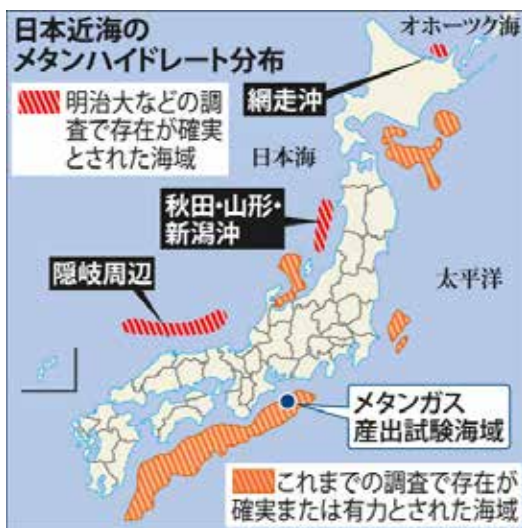 日本近海の
メタンハイドレート分布
明治大などの調
査で存在が確実
とされた海域
オホーツク海
網走沖
日本海
秋田・山形・
新潟沖
隠岐周辺
太平洋
メタンガス
産出試験海域
これまでの調査で存在が
確実または有力とされた海域